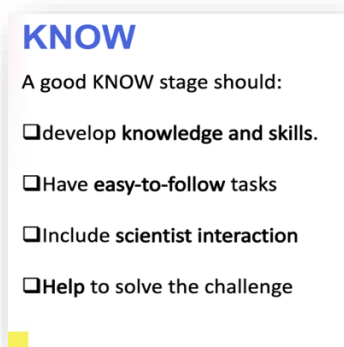 KNOW
A good KNOW stage should:
❑develop knowledge and skills.
❑Have easy-to-follow tasks
❑Include scientist interaction
❑Help to solve the challenge